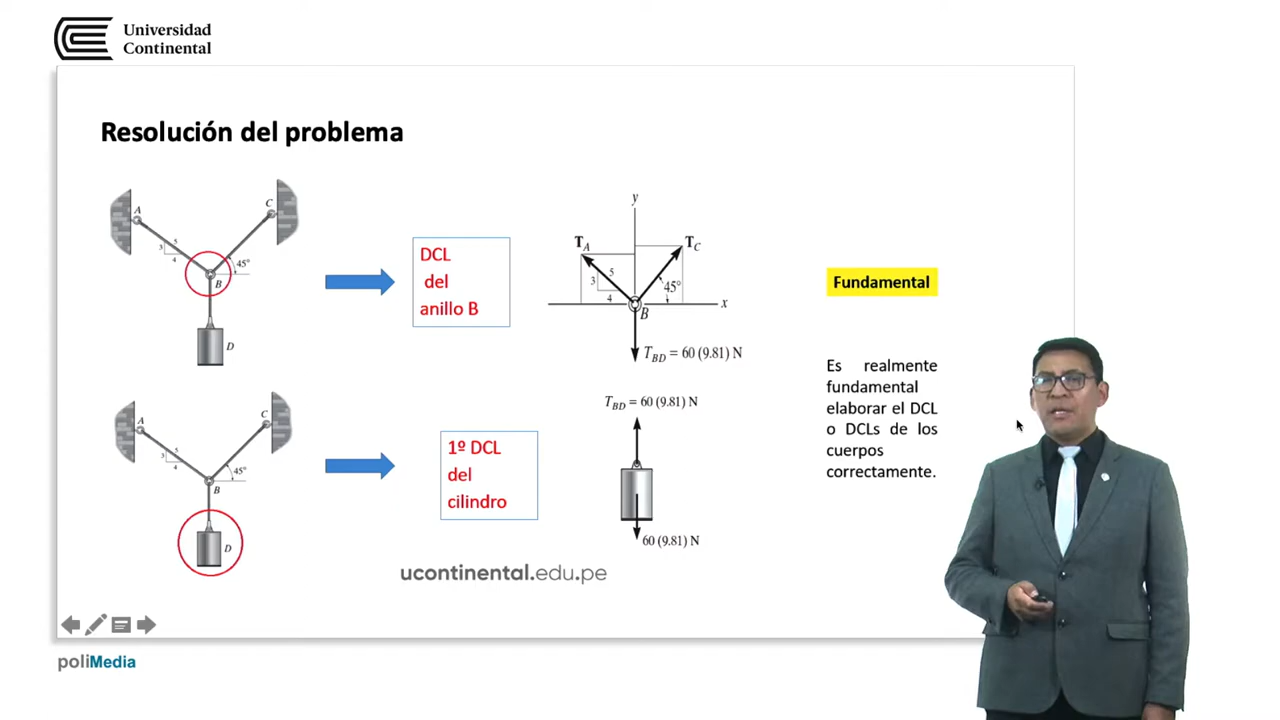 Universidad
Continental
Resolución del problema
A
C
5
3
4
45°
B
D
DCL
del
anillo B
y
T_A
T_C
5
3
4
45°
B
x
T_BD = 60 (9.81) N
Fundamental
Es realmente
fundamental
elaborar el DCL
o DCLs de los
cuerpos
correctamente.
A
C
5
3
4
45°
B
D
1º DCL
del
cilindro
T_BD = 60 (9.81) N
60 (9.81) N
ucontinental.edu.pe
poliMedia